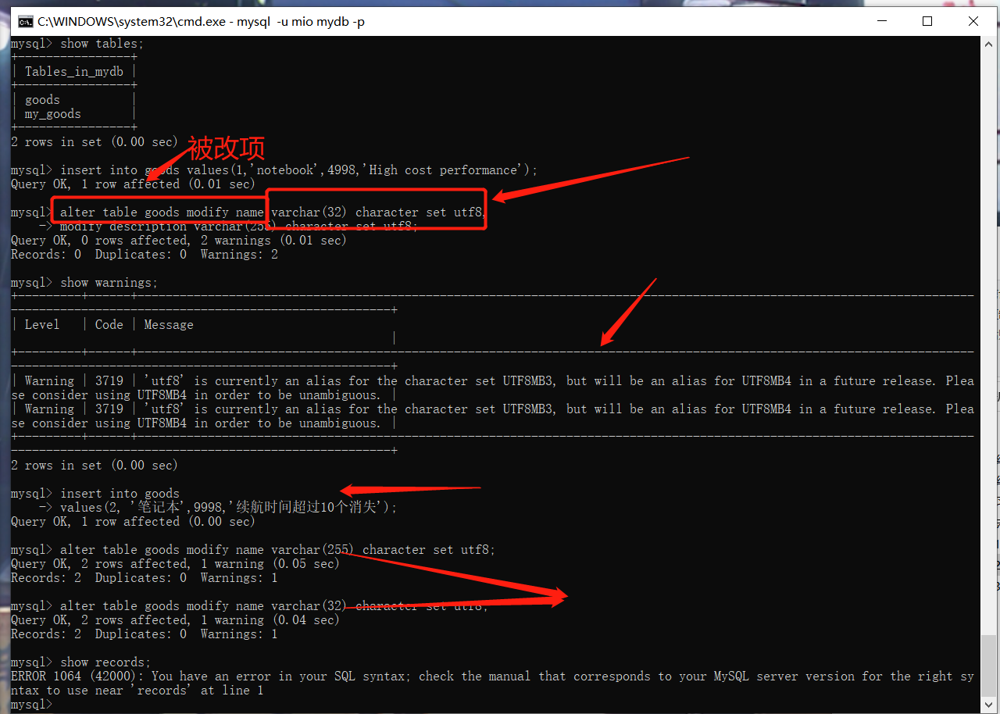 C:\WINDOWS\system32\cmd.exe - mysql  -u mio mydb -p
mysql> show tables;
+----------------+
| Tables_in_mydb |
+----------------+
| goods          |
| my_goods       |
+----------------+
2 rows in set (0.00 sec)
被改项
mysql> insert into goods values(1,'notebook',4998,'High cost performance');
Query OK, 1 row affected (0.01 sec)
mysql> alter table goods modify name varchar(32) character set utf8,
    -> modify description varchar(255) character set utf8;
Query OK, 0 rows affected, 2 warnings (0.01 sec)
Records: 0  Duplicates: 0  Warnings: 2
mysql> show warnings;
| Level   | Code | Message
|
| Warning | 3719 | 'utf8' is currently an alias for the character set UTF8MB3, but will be an alias for UTF8MB4 in a future release. Plea
se consider using UTF8MB4 in order to be unambiguous. |
| Warning | 3719 | 'utf8' is currently an alias for the character set UTF8MB3, but will be an alias for UTF8MB4 in a future release. Plea
se consider using UTF8MB4 in order to be unambiguous. |
2 rows in set (0.00 sec)
mysql> insert into goods
    -> values(2, '笔记本',9998,'续航时间超过10个消失');
Query OK, 1 row affected (0.00 sec)
mysql> alter table goods modify name varchar(255) character set utf8;
Query OK, 2 rows affected, 1 warning (0.05 sec)
Records: 2  Duplicates: 0  Warnings: 1
mysql> alter table goods modify name varchar(32) character set utf8;
Query OK, 2 rows affected, 1 warning (0.04 sec)
Records: 2  Duplicates: 0  Warnings: 1
mysql> show records;
ERROR 1064 (42000): You have an error in your SQL syntax; check the manual that corresponds to your MySQL server version for the right sy
ntax to use near 'records' at line 1
mysql>